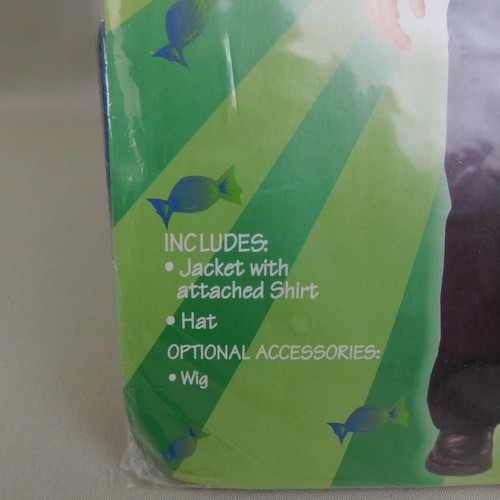 INCLUDES:
• Jacket with
attached Shirt
• Hat
OPTIONAL ACCESSORIES:
• Wig